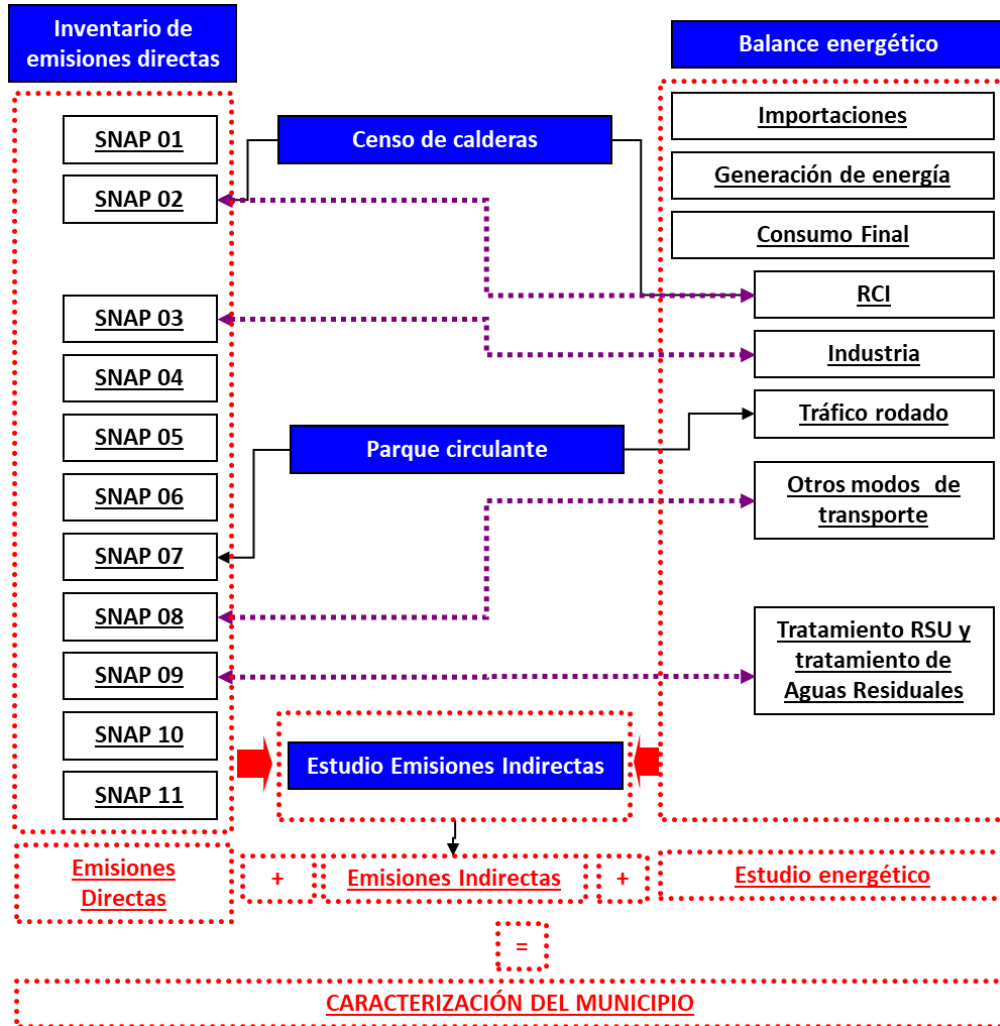 Inventario de
emisiones directas
Balance energético
SNAP 01
SNAP 02
SNAP 03
SNAP 04
SNAP 05
SNAP 06
SNAP 07
SNAP 08
SNAP 09
SNAP 10
SNAP 11
Censo de calderas
Parque circulante
Estudio Emisiones Indirectas
Importaciones
Generación de energía
Consumo Final
RCI
Industria
Tráfico rodado
Otros modos de
transporte
Tratamiento RSU y
tratamiento de
Aguas Residuales
Emisiones
Directas
+
Emisiones Indirectas
+
Estudio energético
=
CARACTERIZACIÓN DEL MUNICIPIO